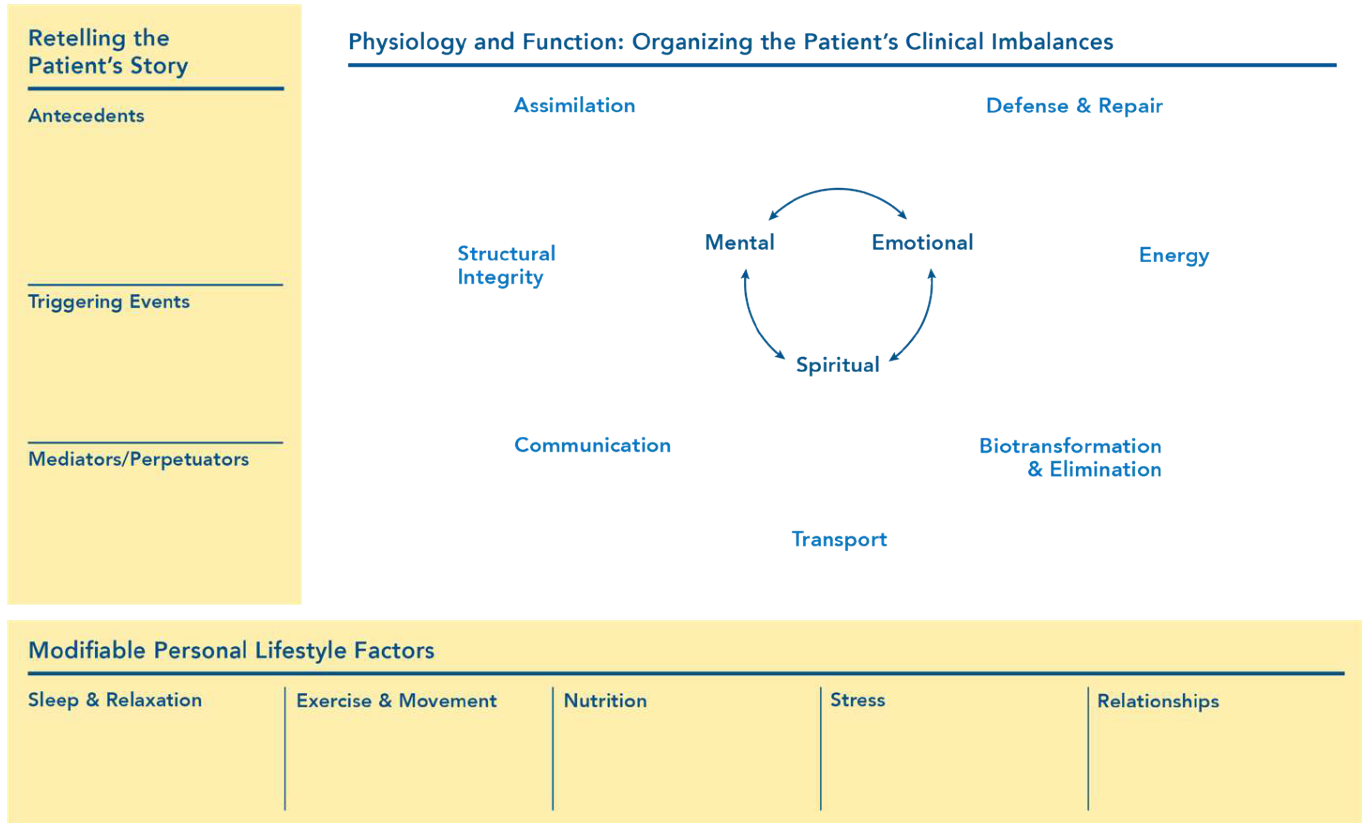 Retelling the
Patient's Story
Antecedents
Triggering Events
Mediators/Perpetuators
Physiology and Function: Organizing the Patient's Clinical Imbalances
Assimilation
Defense & Repair
Mental
Emotional
Structural
Integrity
Energy
Spiritual
Communication
Biotransformation
& Elimination
Transport
Modifiable Personal Lifestyle Factors
Sleep & Relaxation
Exercise & Movement
Nutrition
Stress
Relationships